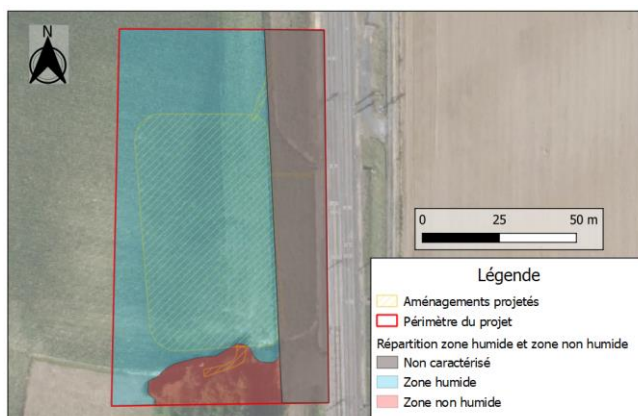 N
0 25 50 m
Légende
Aménagements projetés
Périmètre du projet
Répartition zone humide et zone non humide
Non caractérisé
Zone humide
Zone non humide